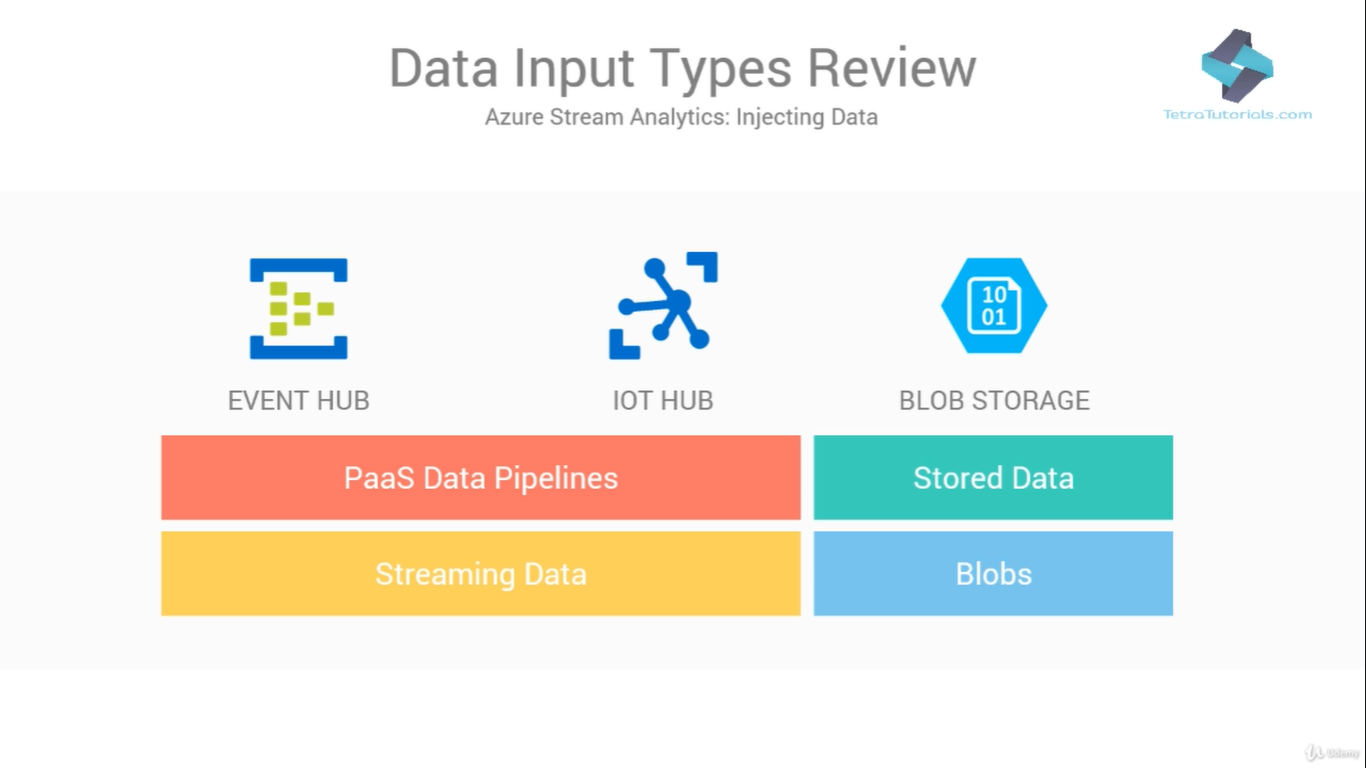 Data Input Types Review
Azure Stream Analytics: Injecting Data
TetraTutorials.com
10
01
EVENT HUB
IOT HUB
BLOB STORAGE
PaaS Data Pipelines
Stored Data
Streaming Data
Blobs
Udemy